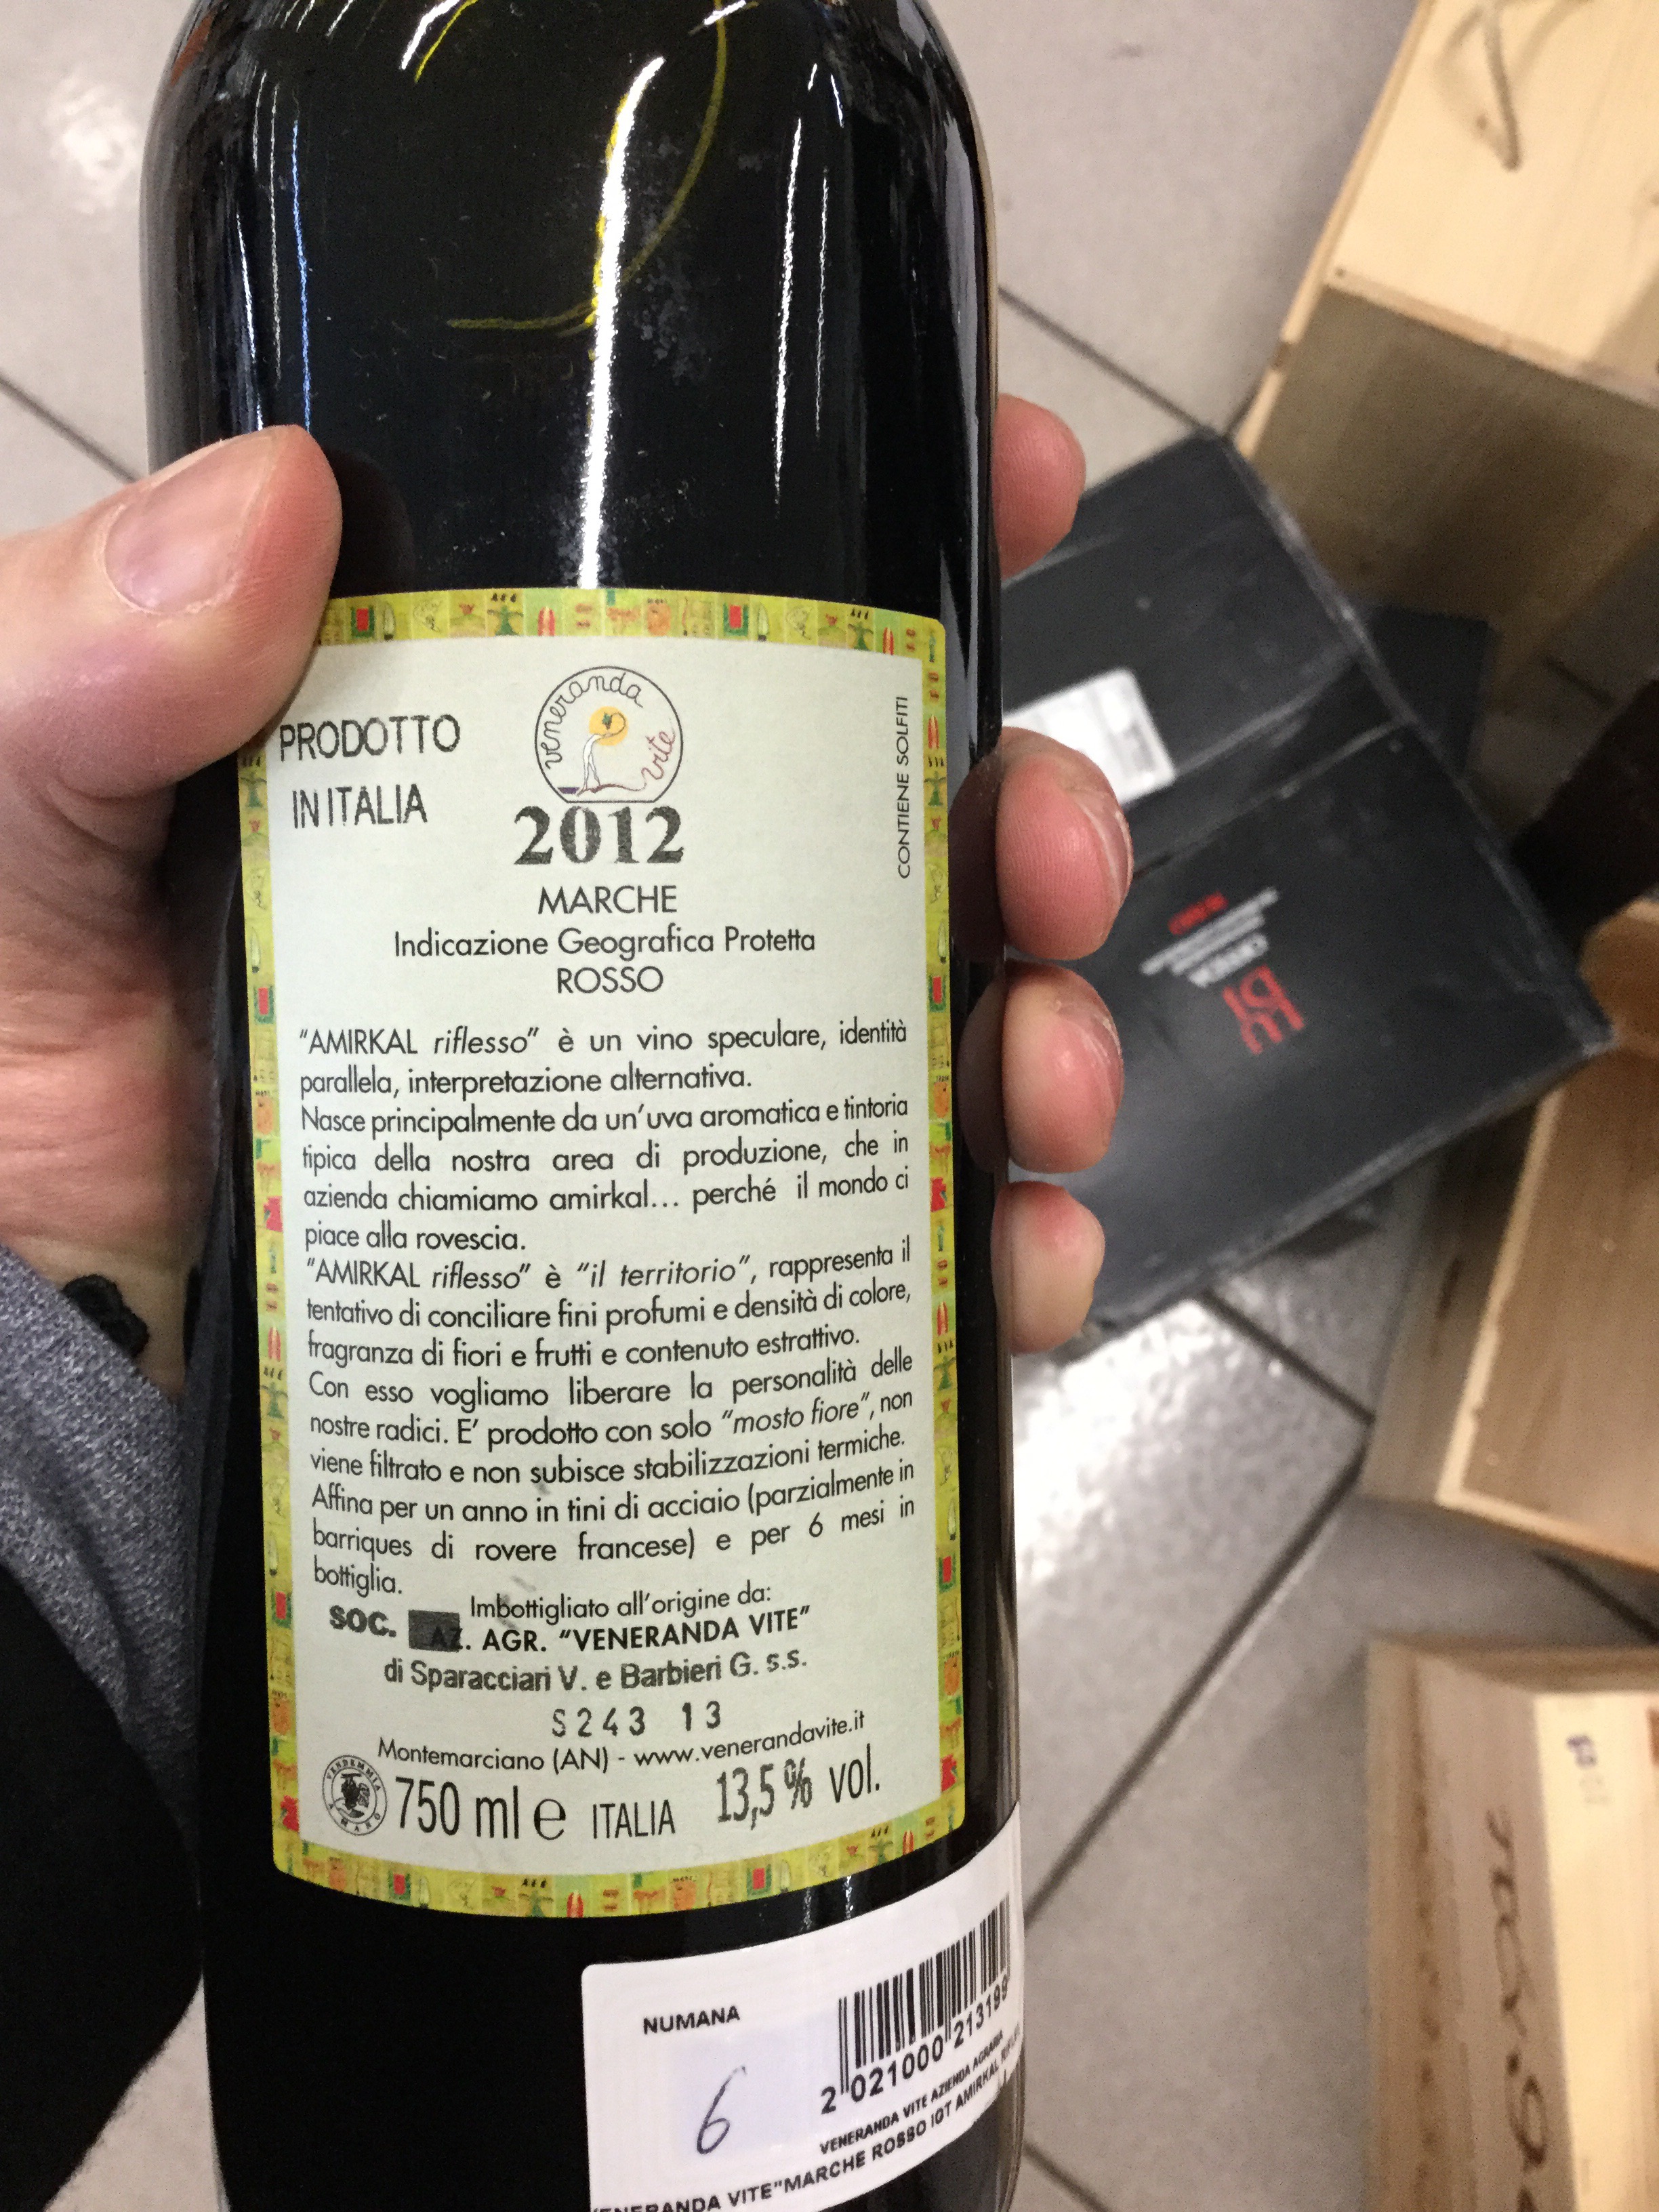 veneranda
vite
PRODOTTO
IN ITALIA
CONTIENE SOLFITI
2012
MARCHE
Indicazione Geografica Protetta
ROSSO
"AMIRKAL riflesso" è un vino speculare, identità
parallela, interpretazione alternativa.
Nasce principalmente da un'uva aromatica e tintoria
tipica della nostra area di produzione, che in
azienda chiamiamo amirkal... perché il mondo ci
piace alla rovescia.
"AMIRKAL riflesso" è "il territorio", rappresenta il
tentativo di conciliare fini profumi e densità di colore,
fragranza di fiori e frutti e contenuto estrattivo.
Con esso vogliamo liberare la personalità delle
nostre radici. E' prodotto con solo "mosto fiore", non
viene filtrato e non subisce stabilizzazioni termiche.
Affina per un anno in tini di acciaio (parzialmente in
barriques di rovere francese) e per 6 mesi in
bottiglia.
Imbottigliato all'origine da:
SOC. AZ. AGR. "VENERANDA VITE"
di Sparacciari V. e Barbieri G. s.s.
S243 13
Montemarciano (AN) - www.venerandavite.it
VENDEMMIA A MANO
750 ml e ITALIA 13,5% vol.
NUMANA
6
2 021000 213199
VENERANDA VITE AZIENDA AGRARIA
VENERANDA VITE"MARCHE ROSSO IGT AMIRKAL